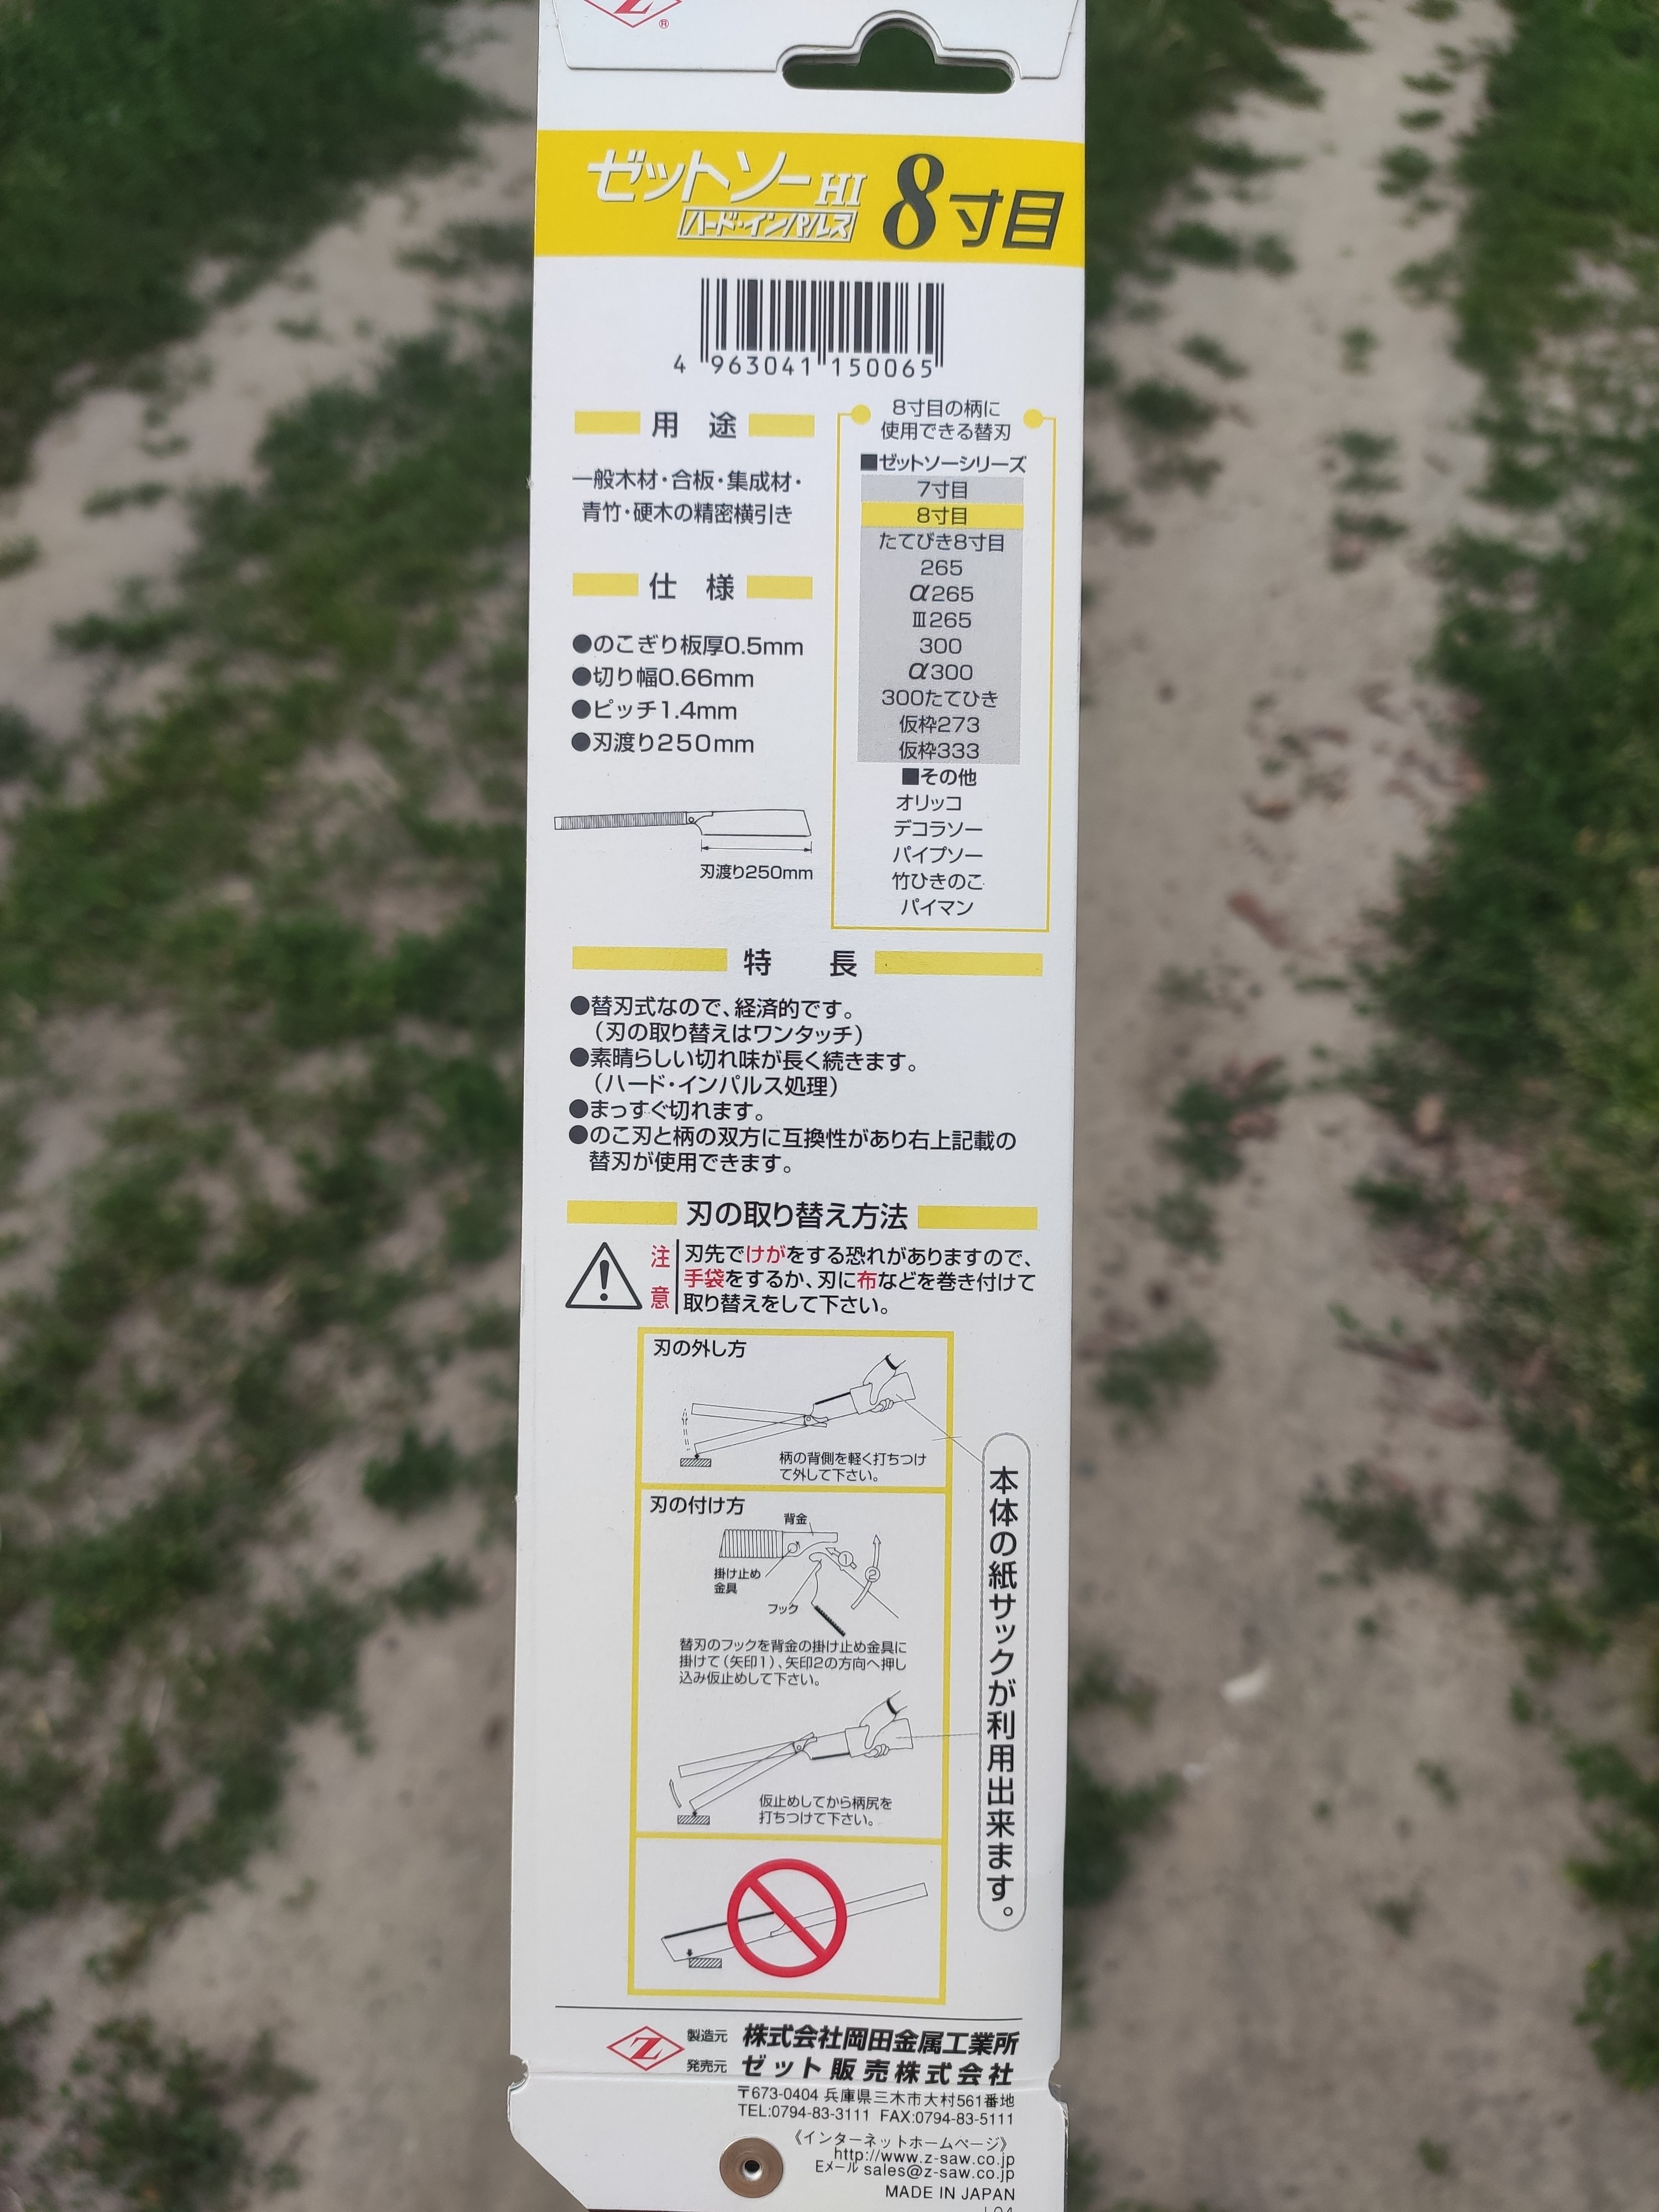 Z
®
ゼットソーHI
ハード・インパルス
8寸目
4 963041 150065
用 途
一般木材・合板・集成材・
青竹・硬木の精密横引き
仕 様
●のこぎり板厚0.5mm
●切り幅0.66mm
●ピッチ1.4mm
●刃渡り250mm
刃渡り250mm
8寸目の柄に
使用できる替刃
■ゼットソーシリーズ
7寸目
8寸目
たてびき8寸目
265
α265
Ⅲ265
300
α300
300たてひき
仮枠273
仮枠333
■その他
オリッコ
デコラソー
パイプソー
竹ひきのこ
パイマン
特 長
●替刃式なので、経済的です。
（刃の取り替えはワンタッチ）
●素晴らしい切れ味が長く続きます。
（ハード・インパルス処理）
●まっすぐ切れます。
●のこ刃と柄の双方に互換性があり右上記載の
替刃が使用できます。
刃の取り替え方法
注意
刃先でけがをする恐れがありますので、
手袋をするか、刃に布などを巻き付けて
取り替えをして下さい。
刃の外し方
柄の背側を軽く打ちつけ
て外して下さい。
刃の付け方
背金
掛け止め
金具
フック
1
2
替刃のフックを背金の掛け止め金具に
掛けて（矢印1）、矢印2の方向へ押し
込み仮止めして下さい。
仮止めしてから柄尻を
打ちつけて下さい。
本体の紙サックが利用出来ます。
Z
製造元 株式会社岡田金属工業所
発売元 ゼット販売株式会社
〒673-0404 兵庫県三木市大村561番地
TEL:0794-83-3111 FAX:0794-83-5111
《インターネットホームページ》
http://www.z-saw.co.jp
Eメール sales@z-saw.co.jp
MADE IN JAPAN